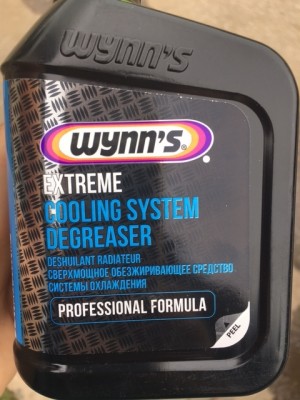 WYNN'S
WYNN'S
EXTREME
COOLING SYSTEM
DEGREASER
DESHUILANT RADIATEUR
СВЕРХМОЩНОЕ ОБЕЗЖИРИВАЮЩЕЕ СРЕДСТВО
СИСТЕМЫ ОХЛАЖДЕНИЯ
PROFESSIONAL FORMULA
PEEL